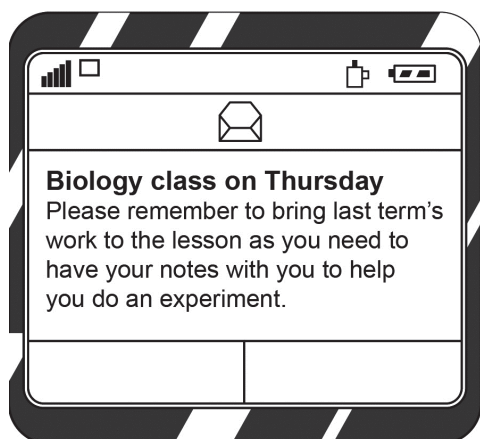 Biology class on Thursday
Please remember to bring last term's
work to the lesson as you need to
have your notes with you to help
you do an experiment.